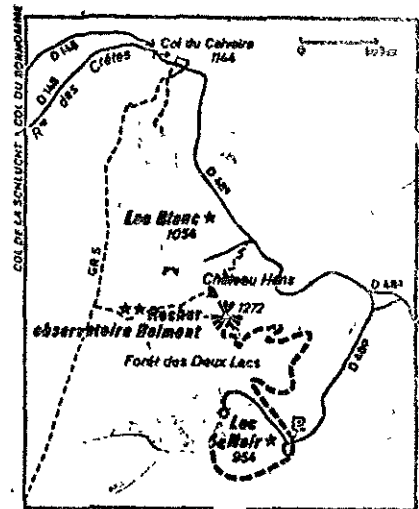 D 148
Col du Calvaire
1144
D 148
Rte des Crêtes
COL DE LA SCHLUCHT
COL DU BONHOMME
D 48
GR 5
Lac Blanc ★
1054
Château Hans
D 48
★★ Rocher
observatoire Belmont
1272
Forêt des Deux Lacs
Lac
Noir ★
954
P